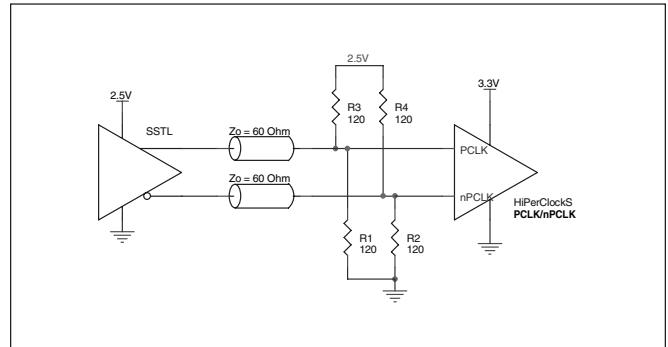 2.5V
3.3V
2.5V
R3
120
R4
120
SSTL
Zo = 60 Ohm
PCLK
Zo = 60 Ohm
nPCLK
HiPerClockS
PCLK/nPCLK
R1
120
R2
120